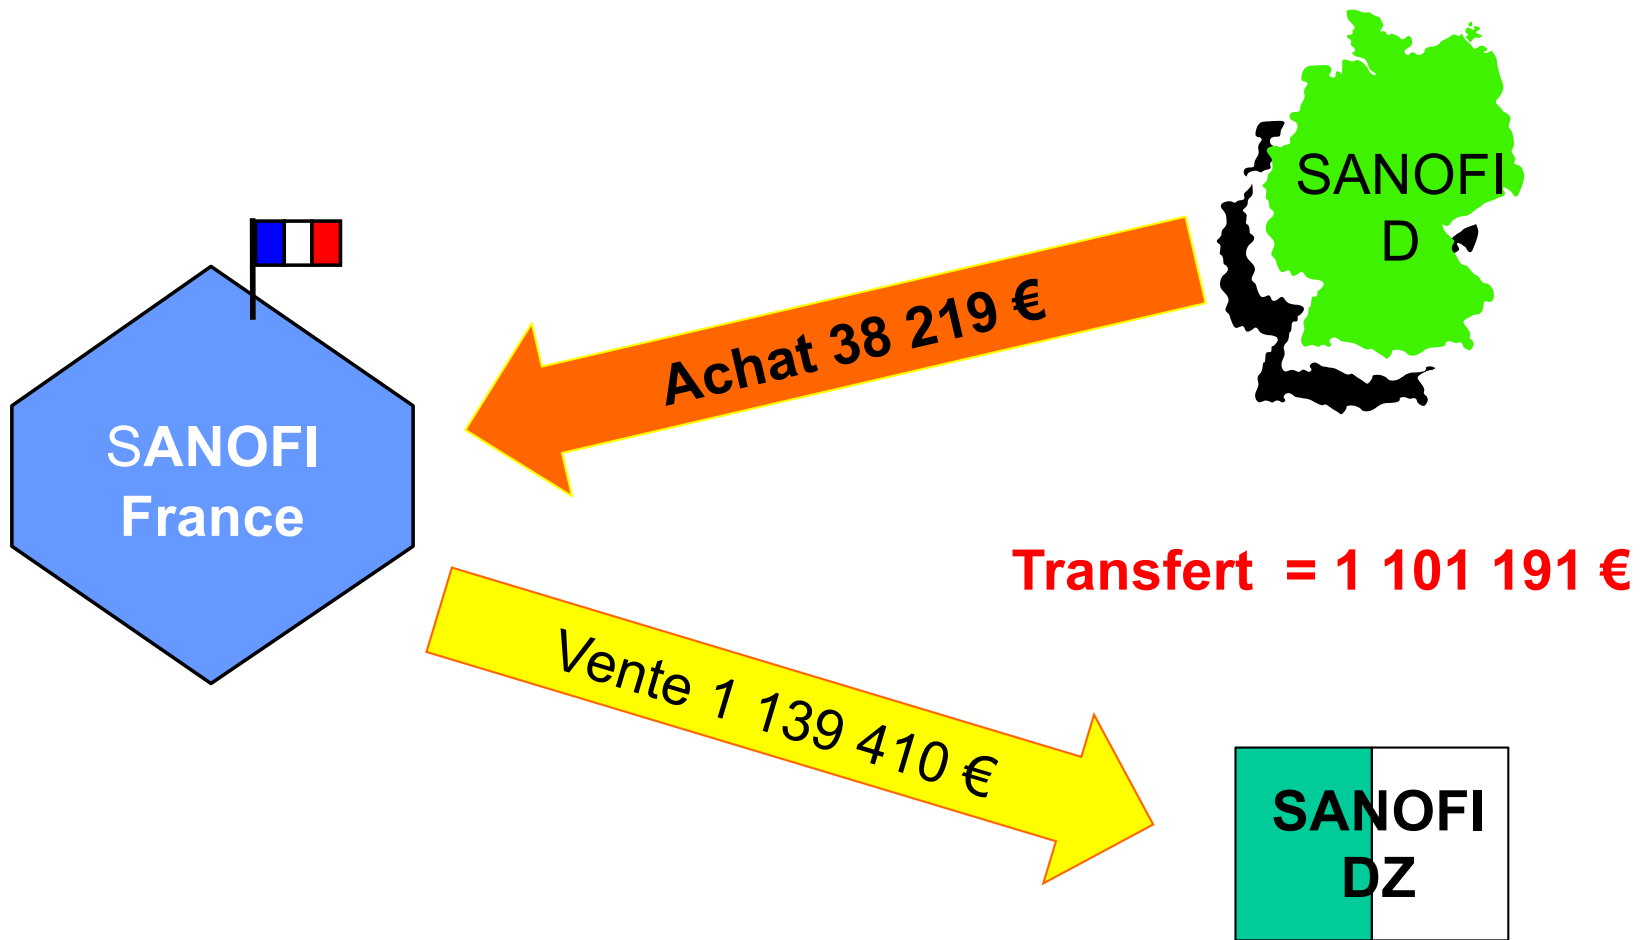 SANOFI
D
Achat 38 219 €
SANOFI
France
Transfert = 1 101 191 €
Vente 1 139 410 €
SANOFI
DZ